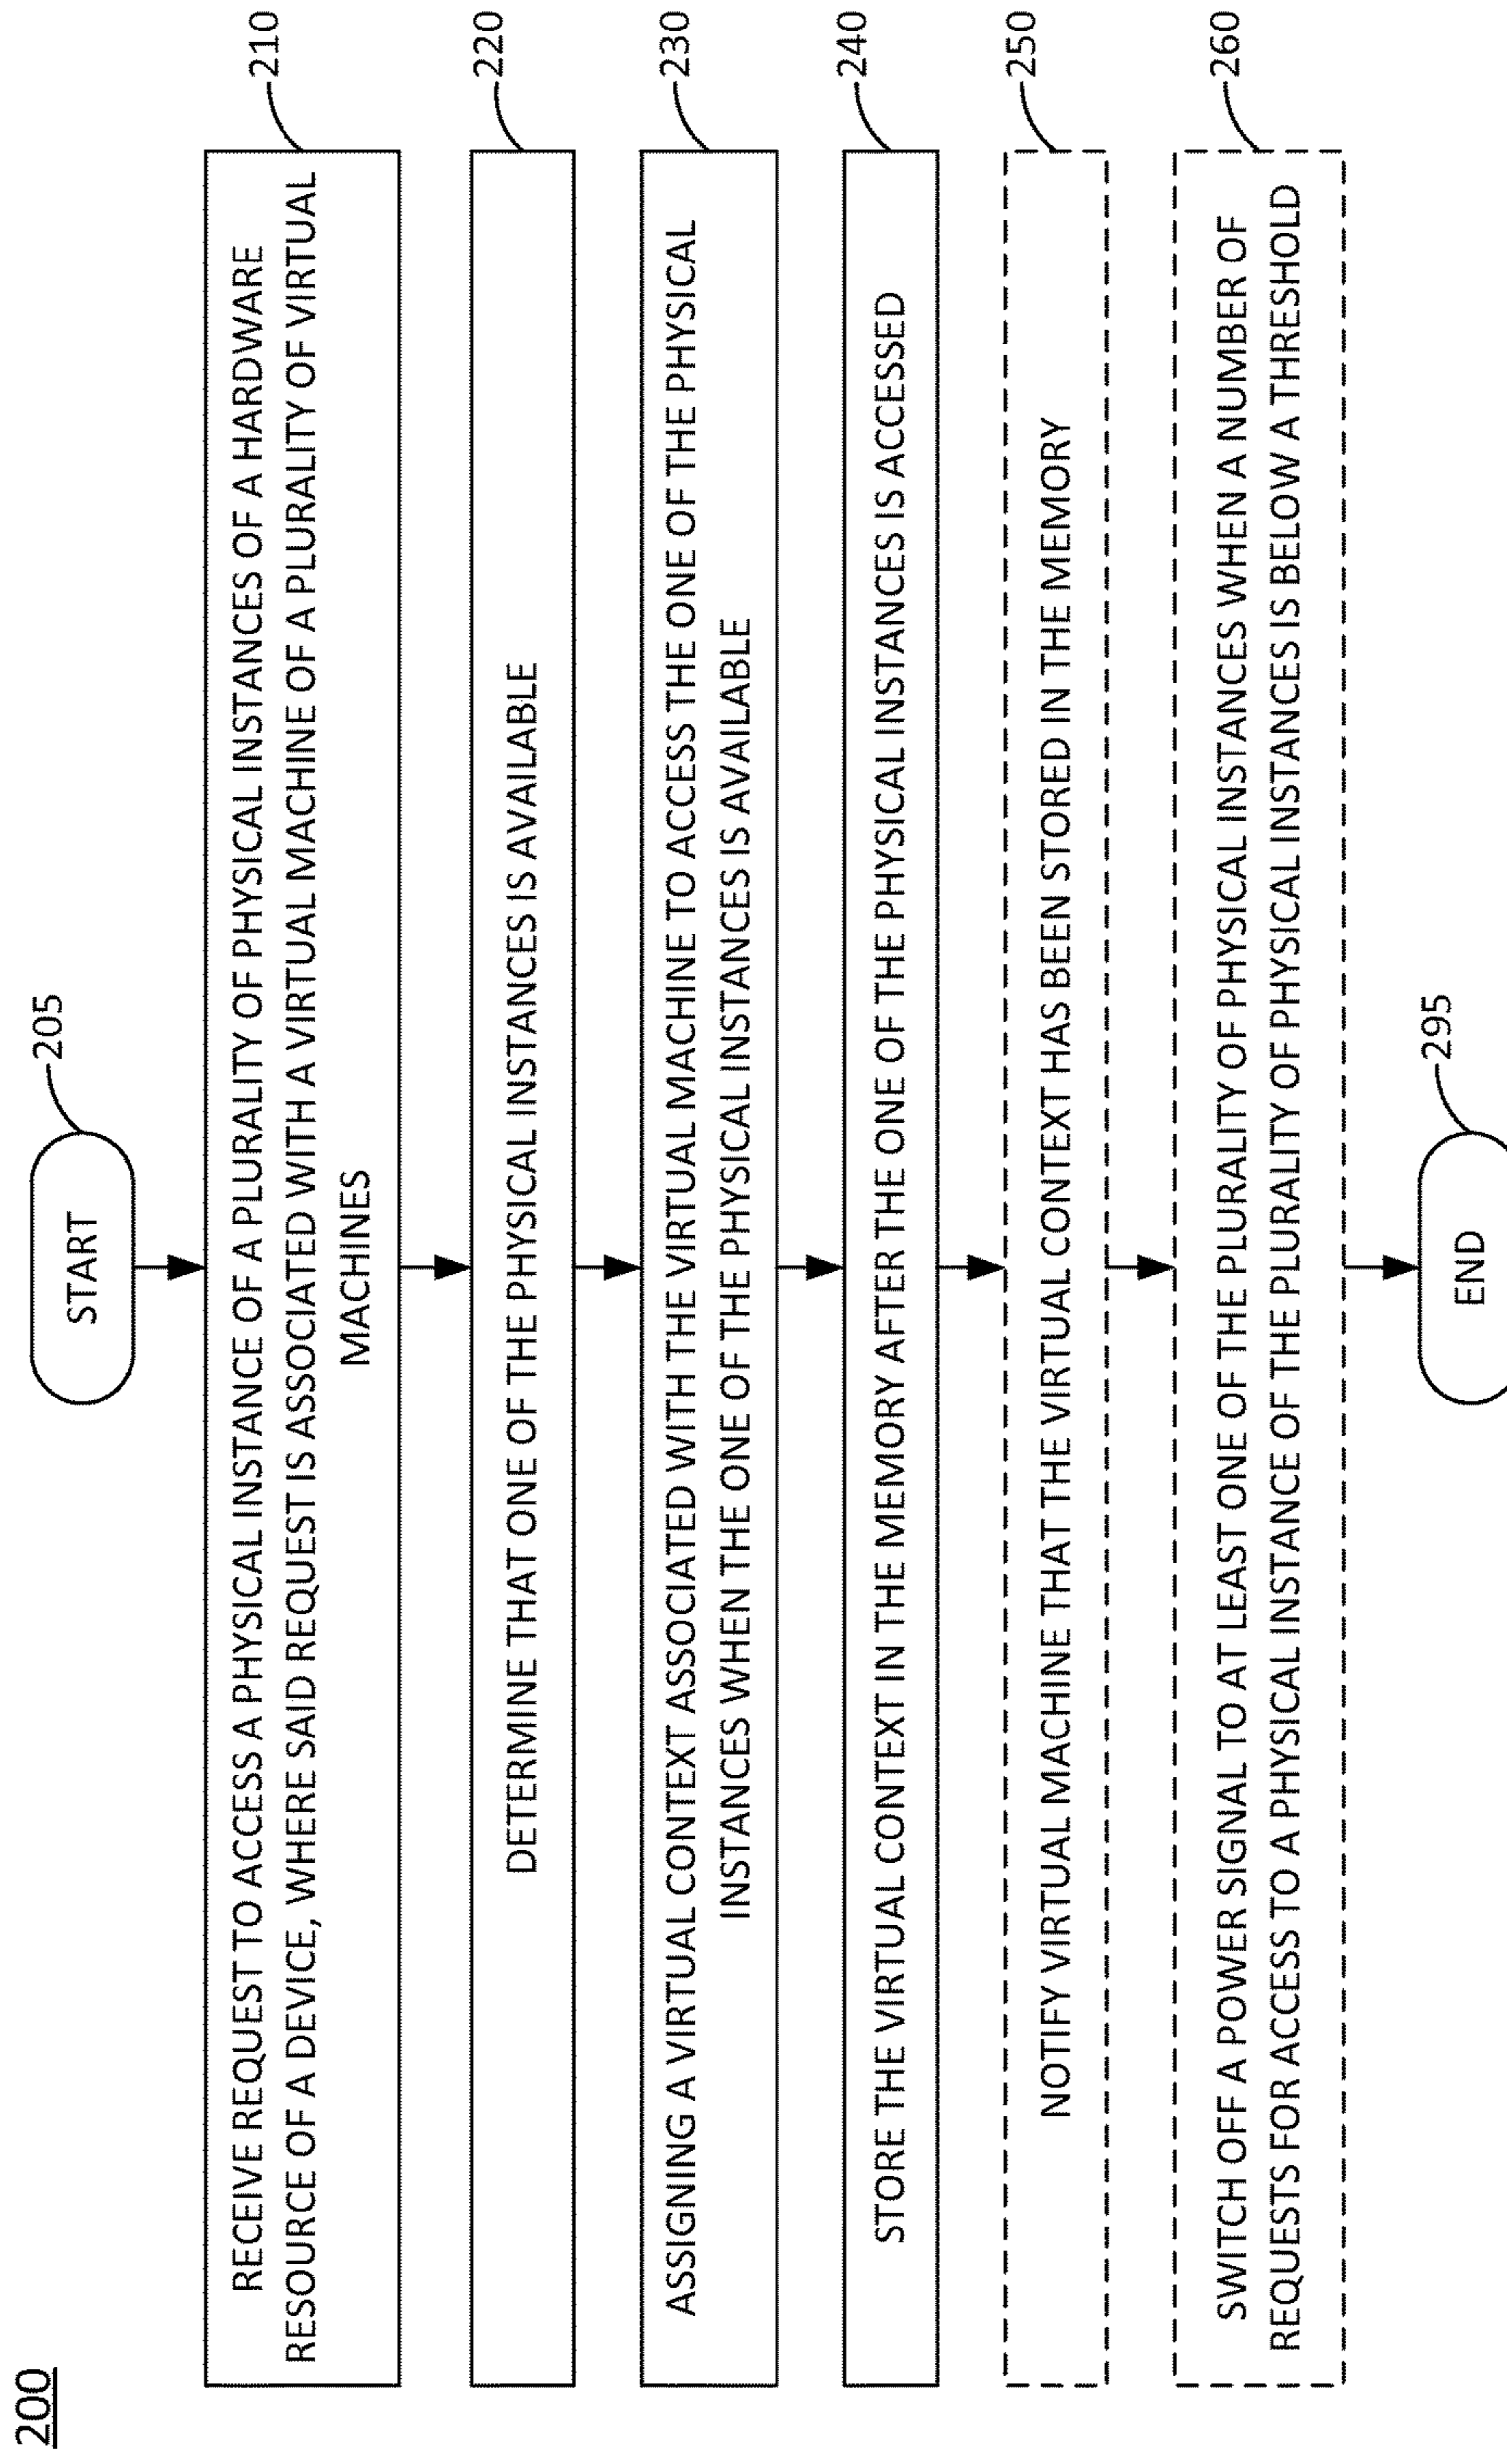 200
START
205
RECEIVE REQUEST TO ACCESS A PHYSICAL INSTANCE OF A PLURALITY OF PHYSICAL INSTANCES OF A HARDWARE
RESOURCE OF A DEVICE, WHERE SAID REQUEST IS ASSOCIATED WITH A VIRTUAL MACHINE OF A PLURALITY OF VIRTUAL
MACHINES
210
DETERMINE THAT ONE OF THE PHYSICAL INSTANCES IS AVAILABLE
220
ASSIGNING A VIRTUAL CONTEXT ASSOCIATED WITH THE VIRTUAL MACHINE TO ACCESS THE ONE OF THE PHYSICAL
INSTANCES WHEN THE ONE OF THE PHYSICAL INSTANCES IS AVAILABLE
230
STORE THE VIRTUAL CONTEXT IN THE MEMORY AFTER THE ONE OF THE PHYSICAL INSTANCES IS ACCESSED
240
NOTIFY VIRTUAL MACHINE THAT THE VIRTUAL CONTEXT HAS BEEN STORED IN THE MEMORY
250
SWITCH OFF A POWER SIGNAL TO AT LEAST ONE OF THE PLURALITY OF PHYSICAL INSTANCES WHEN A NUMBER OF
REQUESTS FOR ACCESS TO A PHYSICAL INSTANCE OF THE PLURALITY OF PHYSICAL INSTANCES IS BELOW A THRESHOLD
260
END
295